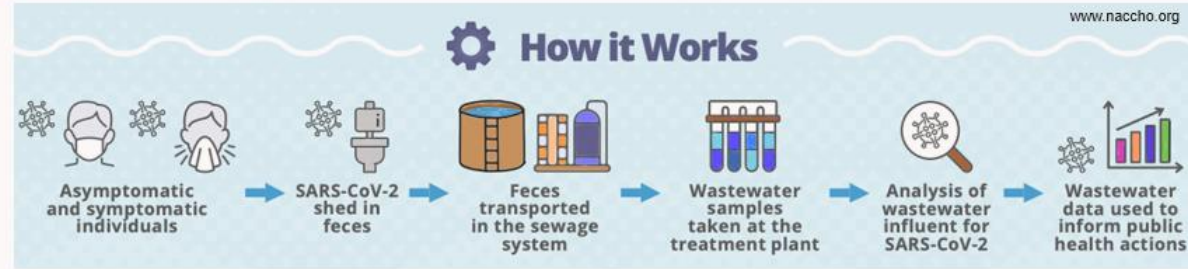 www.naccho.org
How it Works
Asymptomatic
and symptomatic
individuals
SARS-CoV-2
shed in
feces
Feces
transported
in the sewage
system
Wastewater
samples
taken at the
treatment plant
Analysis of
wastewater
influent for
SARS-CoV-2
Wastewater
data used to
inform public
health actions